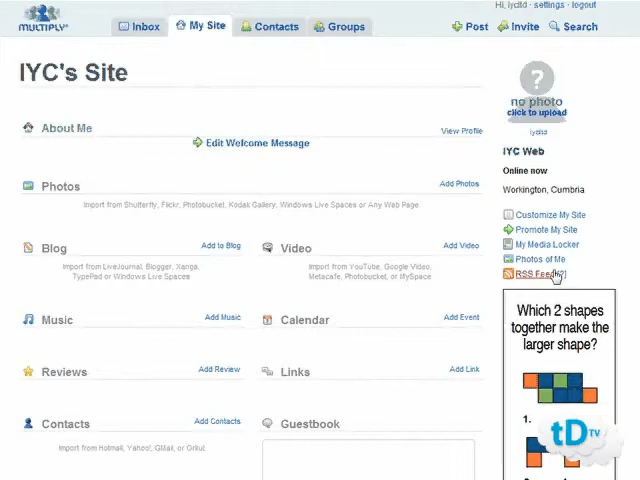 Hi, iycltd · settings · logout
MULTIPLY
Inbox
My Site
Contacts
Groups
Post
Invite
Search
IYC's Site
no photo
click to upload
iycltd
About Me
View Profile
Edit Welcome Message
IYC Web
Online now
Workington, Cumbria
Photos
Add Photos
Import from Shutterfly, Flickr, Photobucket, Kodak Gallery, Windows Live Spaces or Any Web Page
Customize My Site
Promote My Site
My Media Locker
Photos of Me
RSS Feed [?]
Blog
Add to Blog
Import from LiveJournal, Blogger, Xanga,
TypePad or Windows Live Spaces
Video
Add Video
Import from YouTube, Google Video,
Metacafe, Photobucket, or MySpace
Music
Add Music
Calendar
Add Event
Reviews
Add Review
Links
Add Link
Contacts
Add Contacts
Import from Hotmail, Yahoo!, GMail, or Orkut
Guestbook
Which 2 shapes
together make the
larger shape?
1.
tD TV